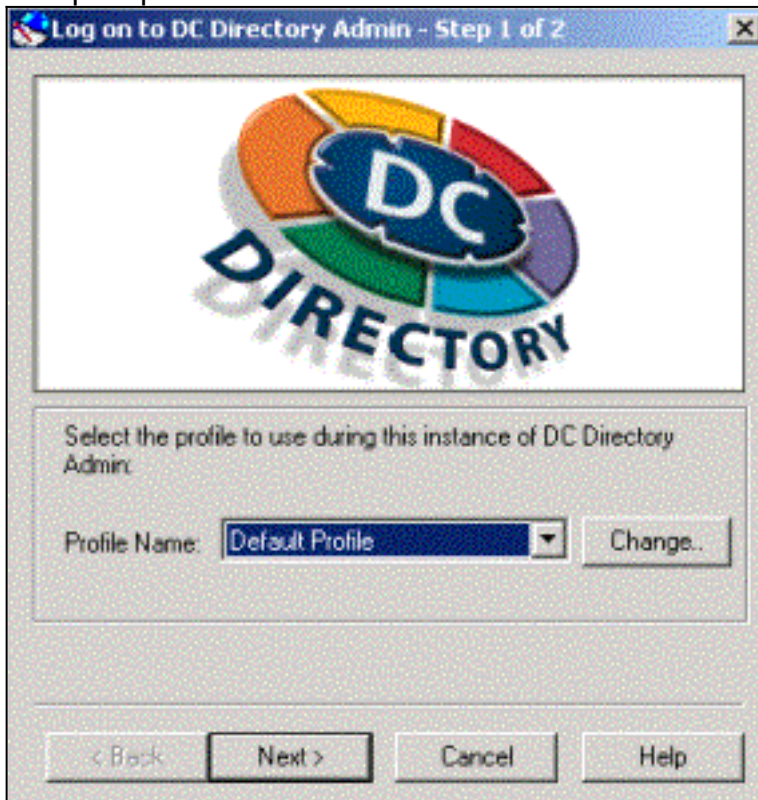 Log on to DC Directory Admin - Step 1 of 2
DC
DIRECTORY
Select the profile to use during this instance of DC Directory
Admin:
Profile Name: Default Profile Change..
< Back Next > Cancel Help